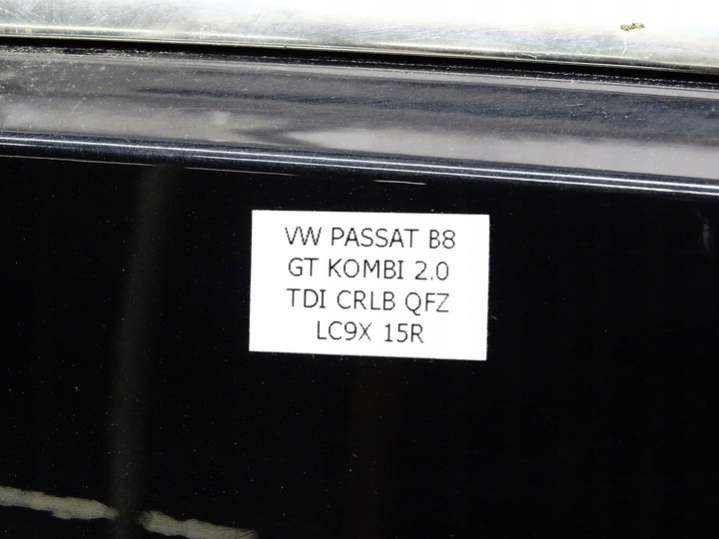 VW PASSAT B8
GT KOMBI 2.0
TDI CRLB QFZ
LC9X 15R